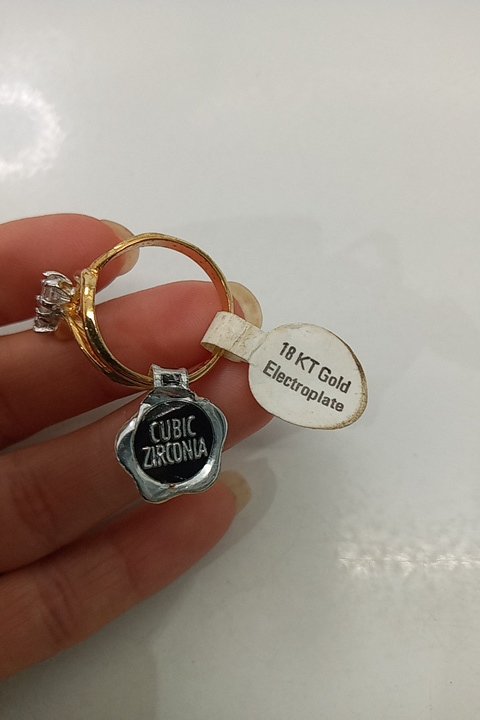 18 KT Gold
Electroplate
CUBIC
ZIRCONIA